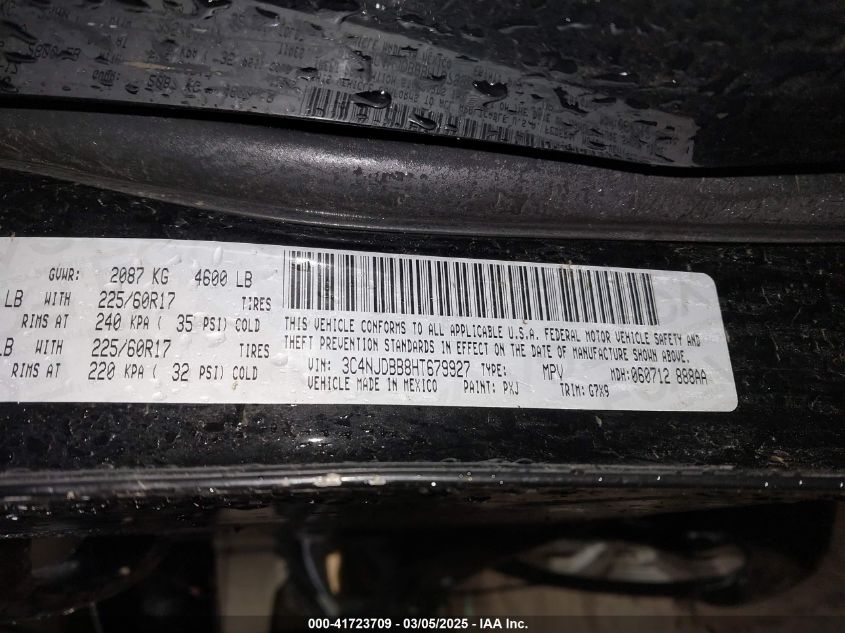 GVWR: 2087 KG 4600 LB
LB WITH 225/60R17 TIRES
RIMS AT 240 KPA ( 35 PSI) COLD
LB WITH 225/60R17 TIRES
RIMS AT 220 KPA ( 32 PSI) COLD
THIS VEHICLE CONFORMS TO ALL APPLICABLE U.S.A. FEDERAL MOTOR VEHICLE SAFETY AND
THEFT PREVENTION STANDARDS IN EFFECT ON THE DATE OF MANUFACTURE SHOWN ABOVE.
VIN: 3C4NJDBB8HT679927 TYPE: MPV MDH: 060712 888AA
VEHICLE MADE IN MEXICO PAINT: PXJ TRIM: G7X9
000-41723709 - 03/05/2025 - IAA Inc.